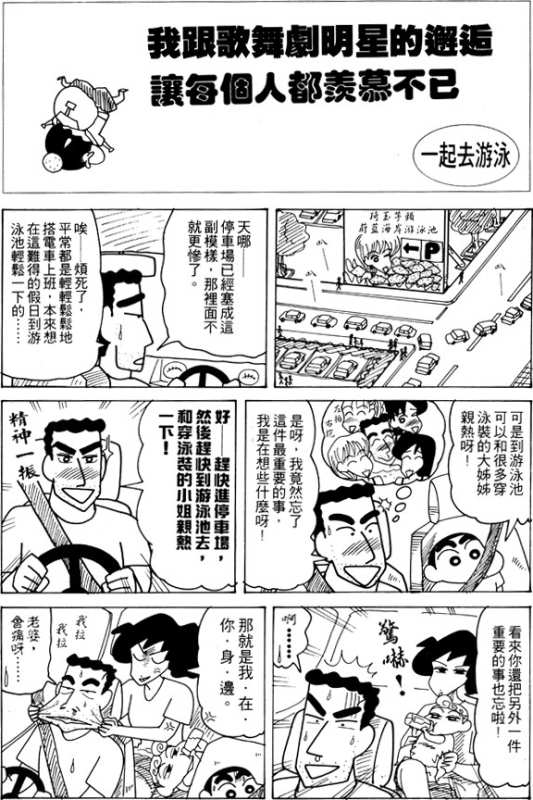 我跟歌舞劇明星的邂逅
讓每個人都羨慕不已
一起去游泳
埼玉芋頭
蔚藍海岸游泳池
P
天哪——
停車場已經塞成這
副模樣，那裡面不
就更慘了。
唉——煩死了，
平常都是輕輕鬆鬆地
搭電車上班，本來想
在這難得的假日到游
泳池輕鬆一下的……
可是到游泳池
可以和很多穿
泳裝的大姊姊
親熱呀！
左拥
右抱
是呀，我竟然忘了
這件最重要的事，
我是在想些什麼呀！
好——趕快進停車場，
然後趕快到游泳池去，
和穿泳裝的小姐親熱
一下！
精神一振
看來你還把另外一件
重要的事也忘啦！
驚嚇！
啊……
那就是我．在．
你．身．邊。
我拉
我拉
老婆，
會痛呀……